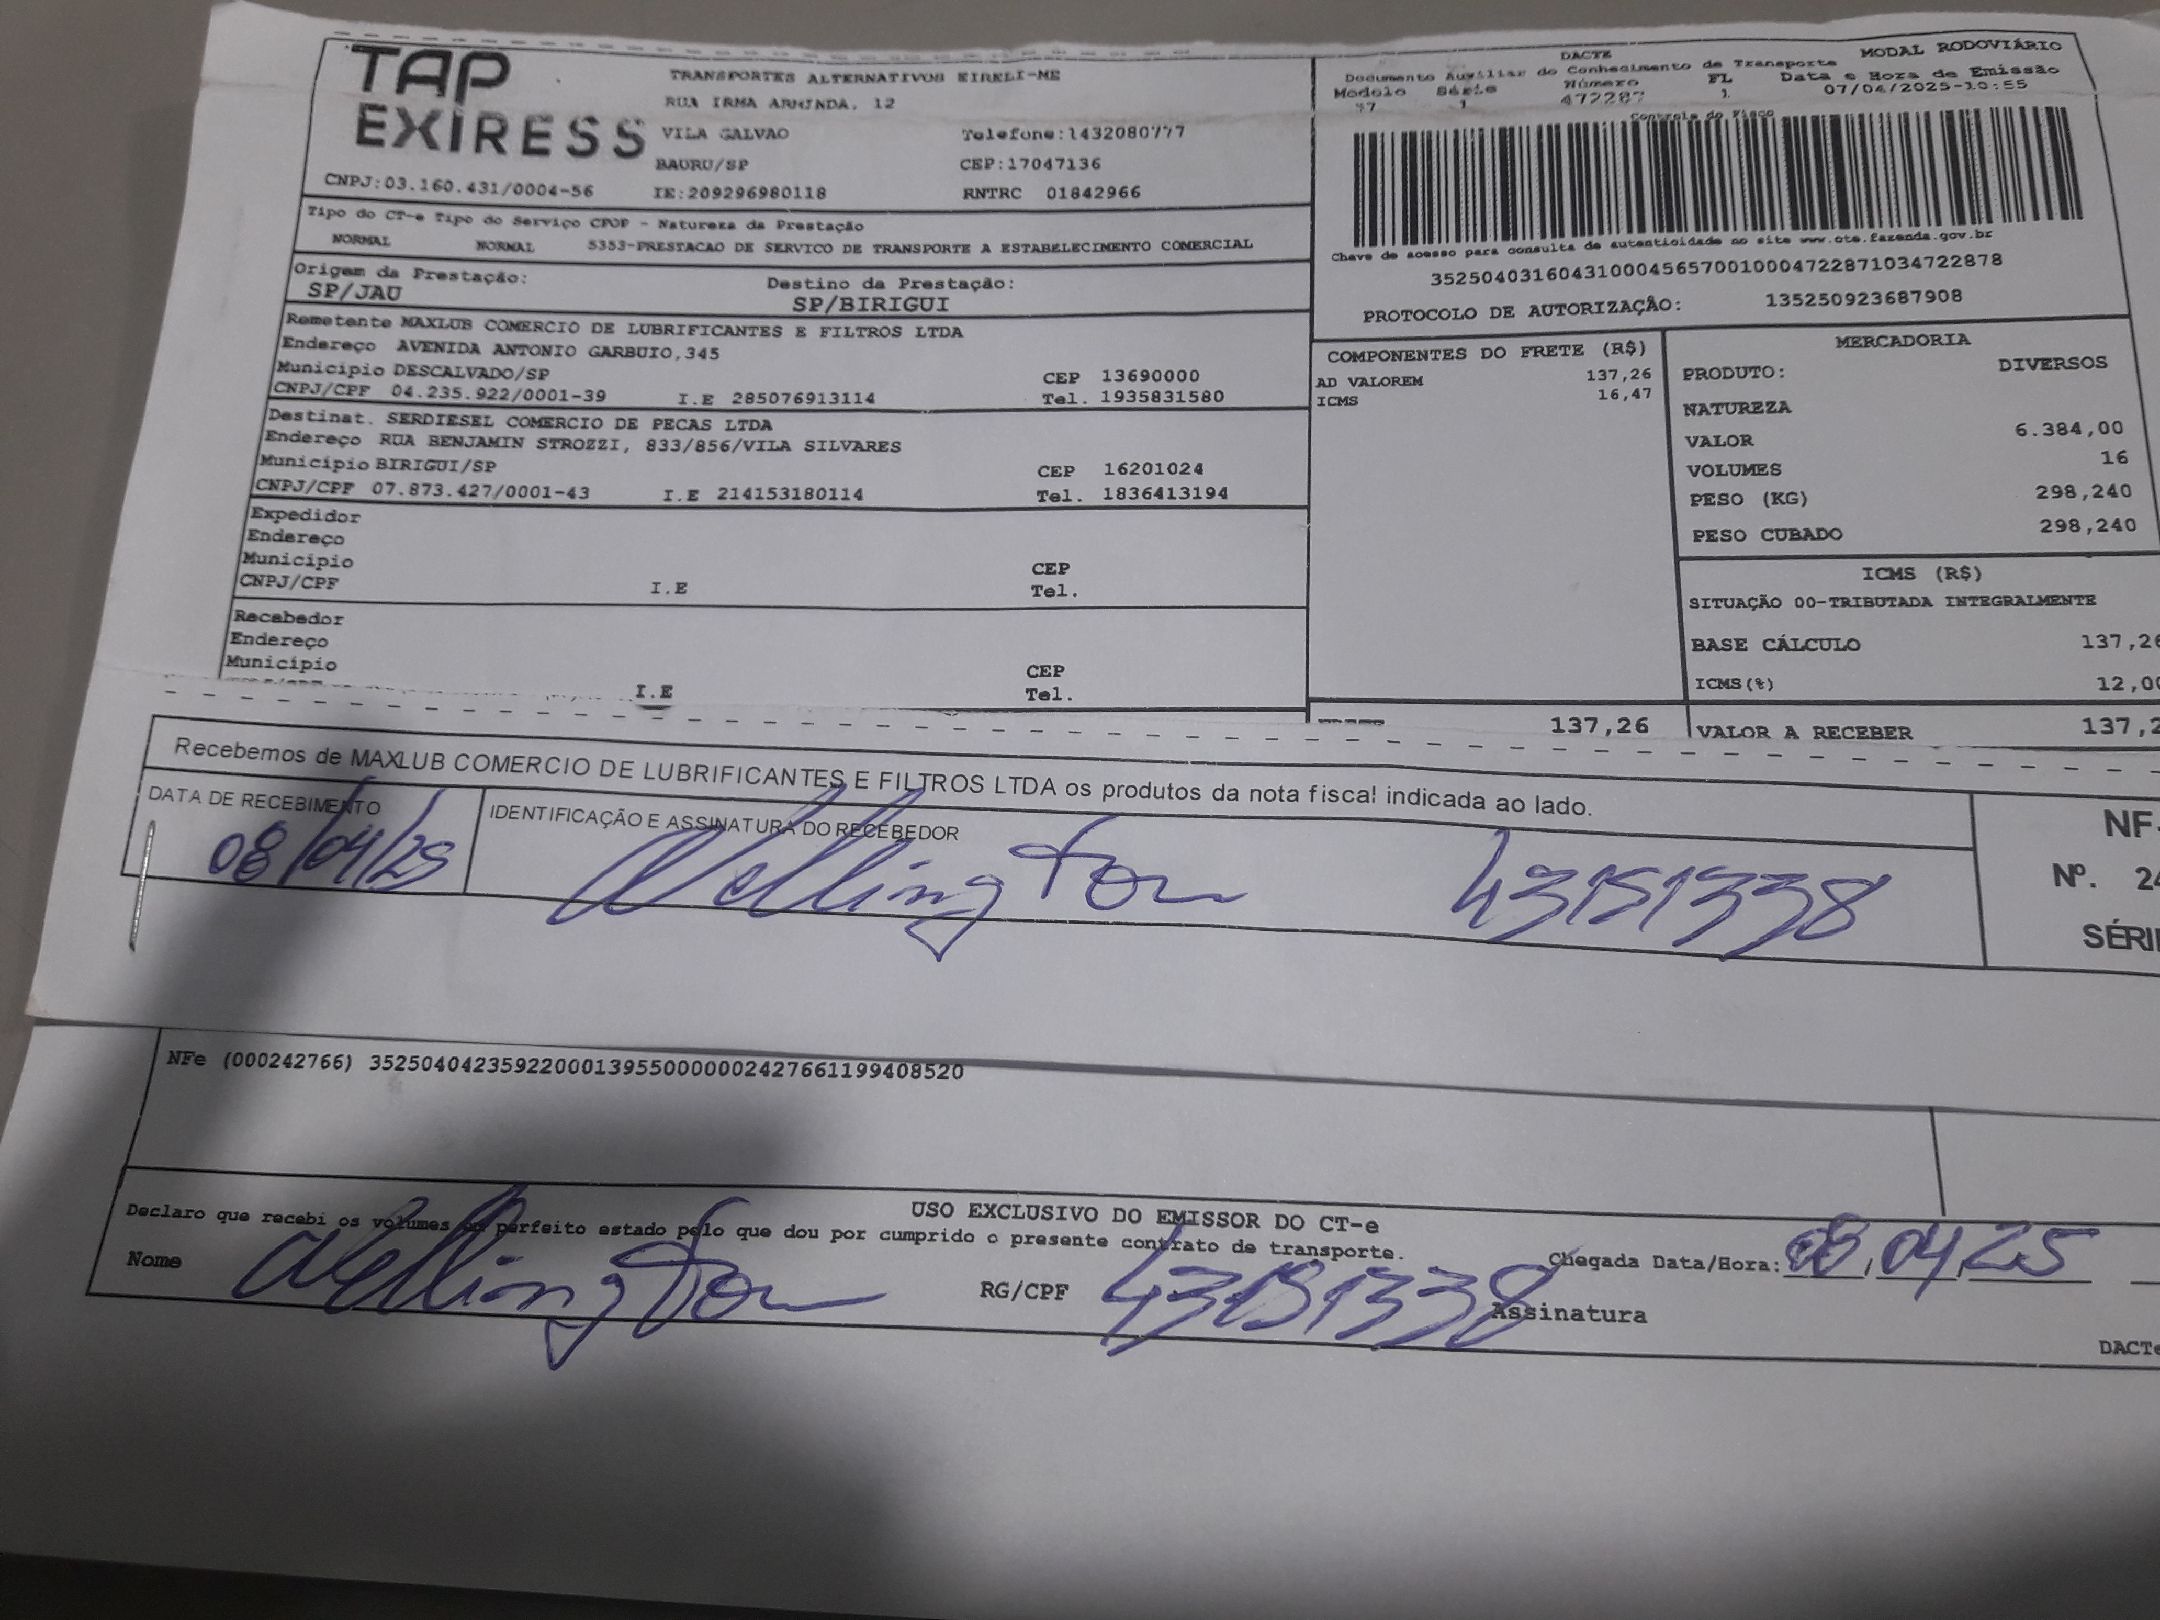 TAP
EXIRESS
TRANSPORTES ALTERNATIVOS EIRELI-ME
RUA IRMA ARMINDA, 12
VILA GALVAO Telefone:1432080777
BAURU/SP CEP:17047136
CNPJ:03.160.431/0004-56 IE:209296980118 RNTRC 01842966
DACTE MODAL RODOVIÁRIO
Documento Auxiliar do Conhecimento de Transporte
Modelo Série Número FL Data e Hora de Emissão
57 1 472287 1 07/04/2025-10:55
Controle do Fisco
Chave de acesso para consulta de autenticidade no site www.cte.fazenda.gov.br
35250403160431000456570010004722871034722878
PROTOCOLO DE AUTORIZAÇÃO: 135250923687908
Tipo do CT-e Tipo do Serviço CFOP - Natureza da Prestação
NORMAL NORMAL 5353-PRESTACAO DE SERVICO DE TRANSPORTE A ESTABELECIMENTO COMERCIAL
Origem da Prestação: Destino da Prestação:
SP/JAU SP/BIRIGUI
Remetente MAXLUB COMERCIO DE LUBRIFICANTES E FILTROS LTDA
Endereço AVENIDA ANTONIO GARBUIO,345
Município DESCALVADO/SP CEP 13690000
CNPJ/CPF 04.235.922/0001-39 I.E 285076913114 Tel. 1935831580
Destinat. SERDIESEL COMERCIO DE PECAS LTDA
Endereço RUA BENJAMIN STROZZI, 833/856/VILA SILVARES
Município BIRIGUI/SP CEP 16201024
CNPJ/CPF 07.873.427/0001-43 I.E 214153180114 Tel. 1836413194
Expedidor
Endereço
Município CEP
CNPJ/CPF I.E Tel.
Recebedor
Endereço
Município CEP
I.E Tel.
COMPONENTES DO FRETE (R$)
AD VALOREM 137,26
ICMS 16,47
137,26
MERCADORIA
PRODUTO: DIVERSOS
NATUREZA
VALOR 6.384,00
VOLUMES 16
PESO (KG) 298,240
PESO CUBADO 298,240
ICMS (R$)
SITUAÇÃO 00-TRIBUTADA INTEGRALMENTE
BASE CÁLCULO 137,26
ICMS(%) 12,00
VALOR A RECEBER 137,2
Recebemos de MAXLUB COMERCIO DE LUBRIFICANTES E FILTROS LTDA os produtos da nota fiscal indicada ao lado.
DATA DE RECEBIMENTO IDENTIFICAÇÃO E ASSINATURA DO RECEBEDOR
08/04/25 Wellington 43151338
NF-
Nº. 24
SÉRI
NFe (000242766) 35250404235922000139550000002427661199408520
USO EXCLUSIVO DO EMISSOR DO CT-e
Declaro que recebi os volumes em perfeito estado pelo que dou por cumprido o presente contrato de transporte.
Nome Wellington RG/CPF 43151338 Chegada Data/Hora: 08,04,25
Assinatura
DACTe